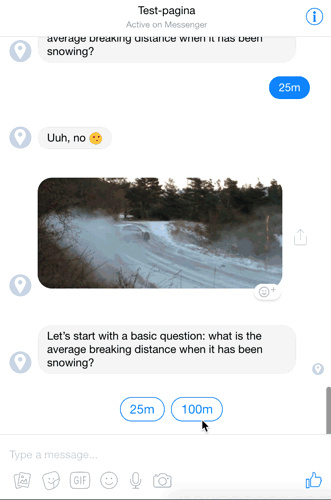 Test-pagina
Active on Messenger
average breaking distance when it has been
snowing?
25m
Uuh, no 🤔
Let's start with a basic question: what is the
average breaking distance when it has been
snowing?
25m 100m
Type a message...
GIF